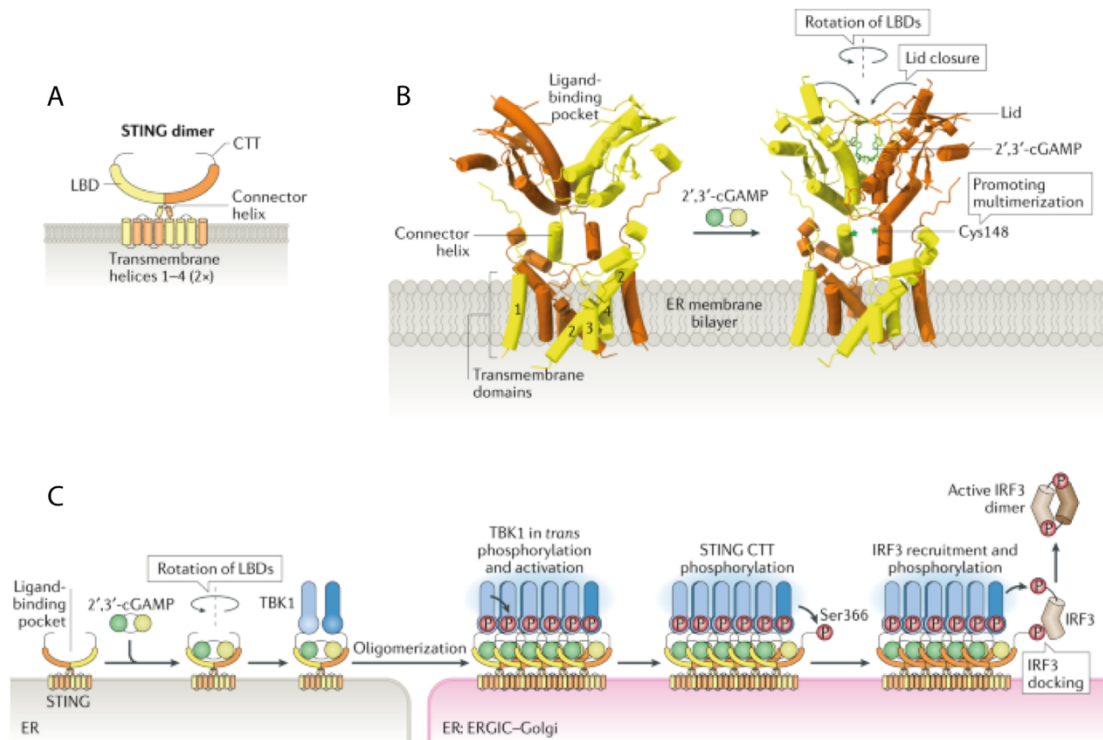 A
STING dimer
CTT
LBD
Connector
helix
Transmembrane
helices 1–4 (2×)
B
Rotation of LBDs
Lid closure
Ligand-
binding
pocket
Lid
2′,3′-cGAMP
2′,3′-cGAMP
Promoting
multimerization
Cys148
Connector
helix
1
2
3
4
2
ER membrane
bilayer
Transmembrane
domains
C
Ligand-
binding
pocket
2′,3′-cGAMP
Rotation of LBDs
TBK1
Oligomerization
TBK1 in trans
phosphorylation
and activation
P P P P P P
STING CTT
phosphorylation
P P P P P P
Ser366
P
IRF3 recruitment and
phosphorylation
P P P P P P
Active IRF3
dimer
P
P
P
IRF3
P
IRF3
docking
STING
ER
ER: ERGIC–Golgi